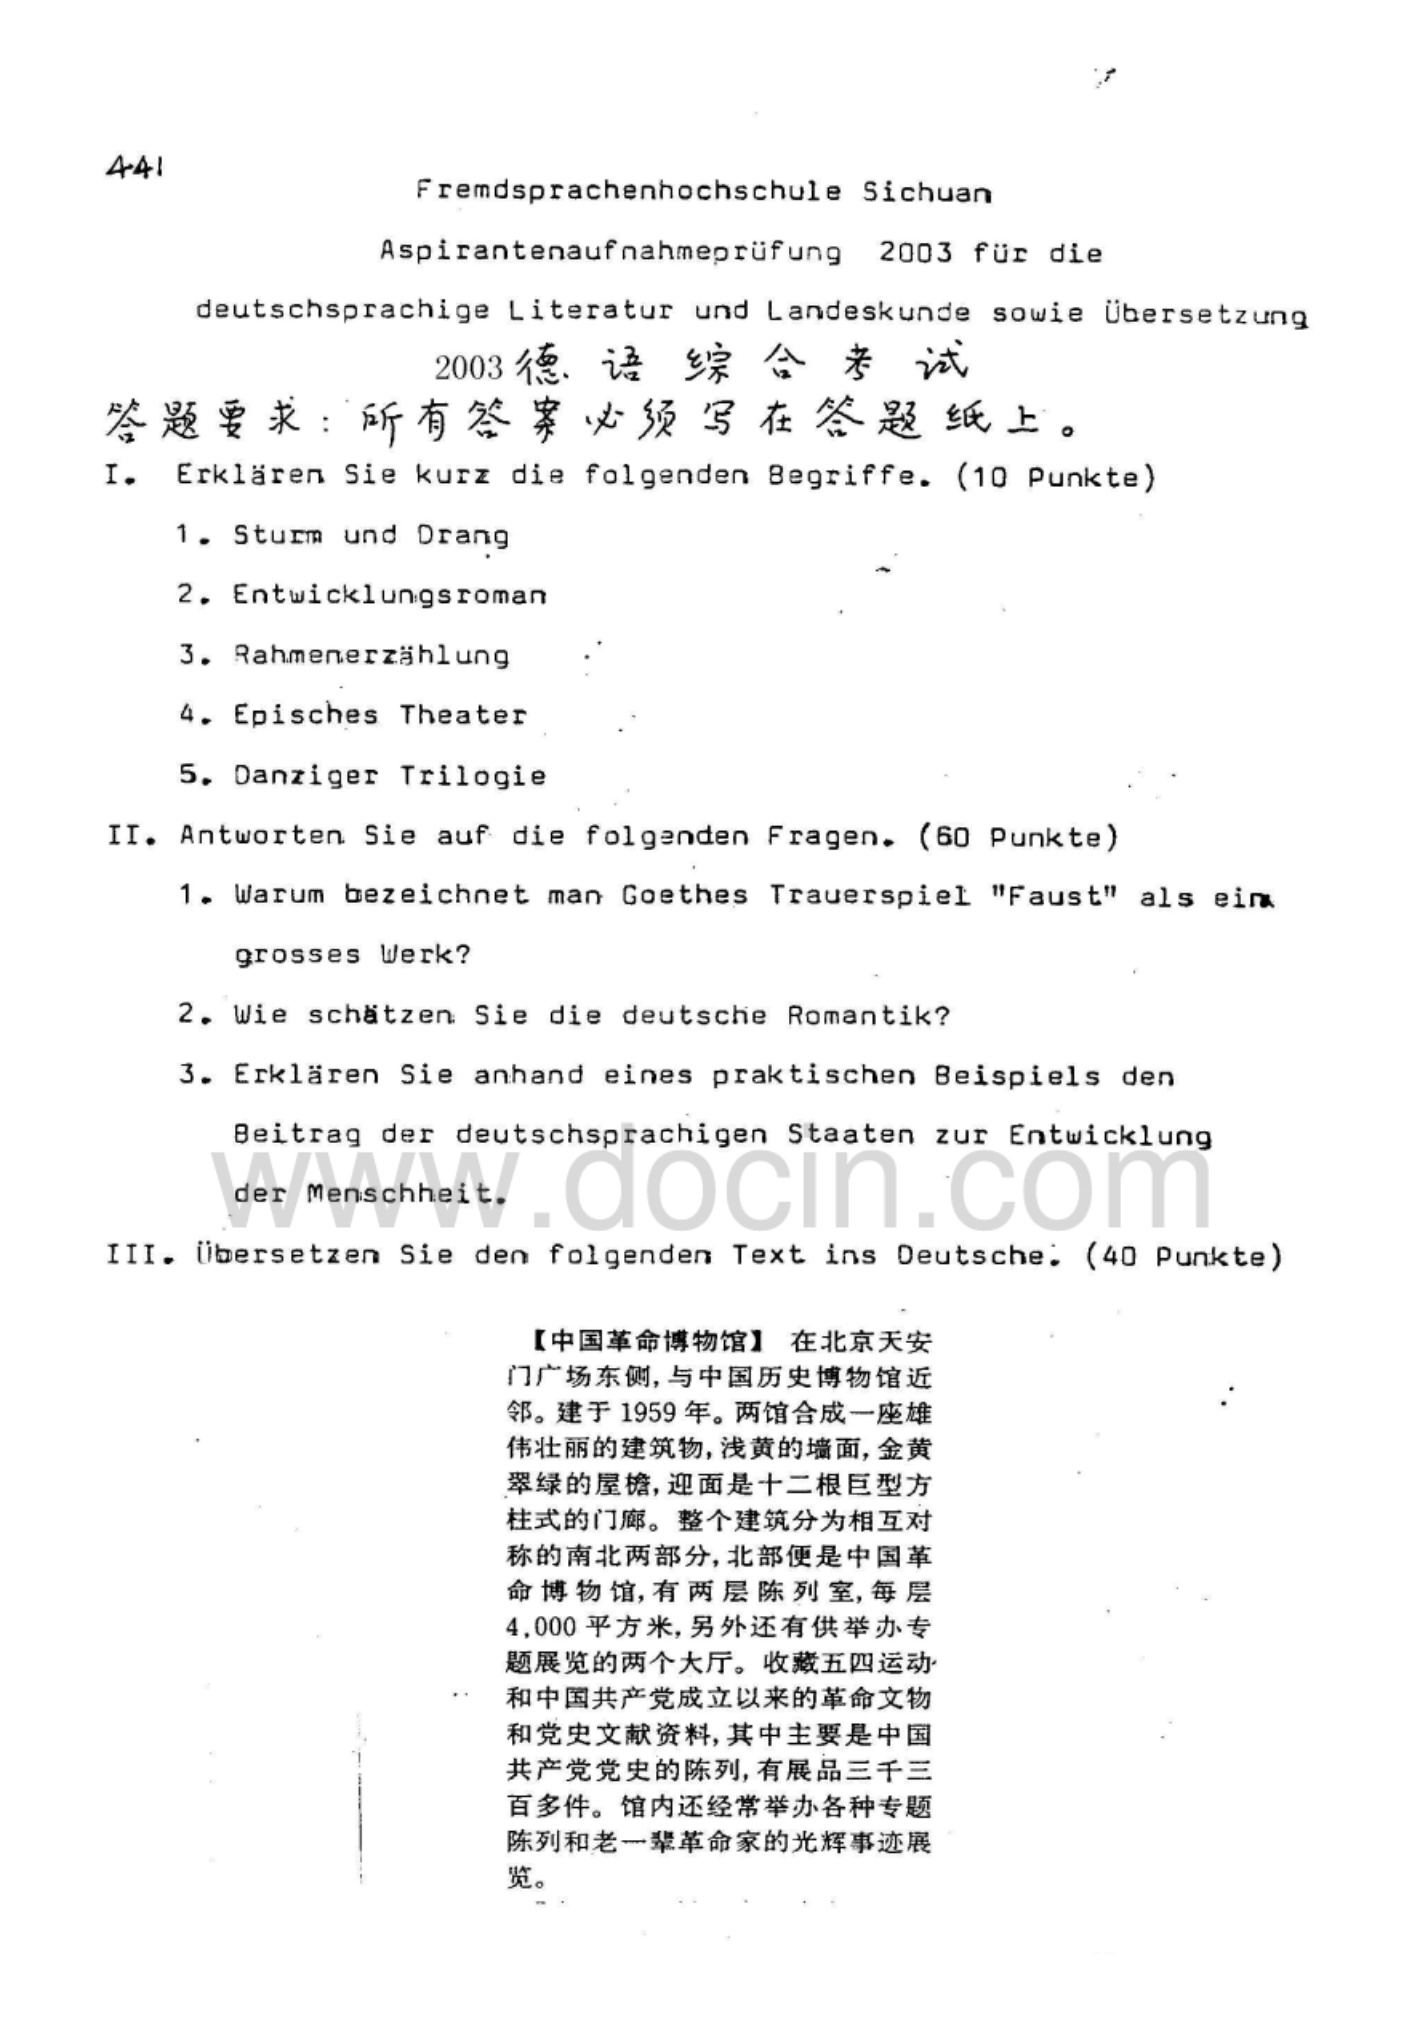 441
Fremdsprachenhochschule Sichuan
Aspirantenaufnahmeprüfung 2003 für die
deutschsprachige Literatur und Landeskunde sowie Übersetzung
2003德语综合考试
答题要求：所有答案必须写在答题纸上。
I. Erklären Sie kurz die folgenden Begriffe. (10 Punkte)
1. Sturm und Drang
2. Entwicklungsroman
3. Rahmenerzählung
4. Episches Theater
5. Danziger Trilogie
II. Antworten Sie auf die folgenden Fragen. (60 Punkte)
1. Warum bezeichnet man Goethes Trauerspiel "Faust" als ein
grosses Werk?
2. Wie schätzen Sie die deutsche Romantik?
3. Erklären Sie anhand eines praktischen Beispiels den
Beitrag der deutschsprachigen Staaten zur Entwicklung
der Menschheit.
www.docin.com
III. Übersetzen Sie den folgenden Text ins Deutsche. (40 Punkte)
【中国革命博物馆】 在北京天安
门广场东侧,与中国历史博物馆近
邻。建于1959年。两馆合成一座雄
伟壮丽的建筑物,浅黄的墙面,金黄
翠绿的屋檐,迎面是十二根巨型方
柱式的门廊。整个建筑分为相互对
称的南北两部分,北部便是中国革
命博物馆,有两层陈列室,每层
4,000平方米,另外还有供举办专
题展览的两个大厅。收藏五四运动
和中国共产党成立以来的革命文物
和党史文献资料,其中主要是中国
共产党党史的陈列,有展品三千三
百多件。馆内还经常举办各种专题
陈列和老一辈革命家的光辉事迹展
览。